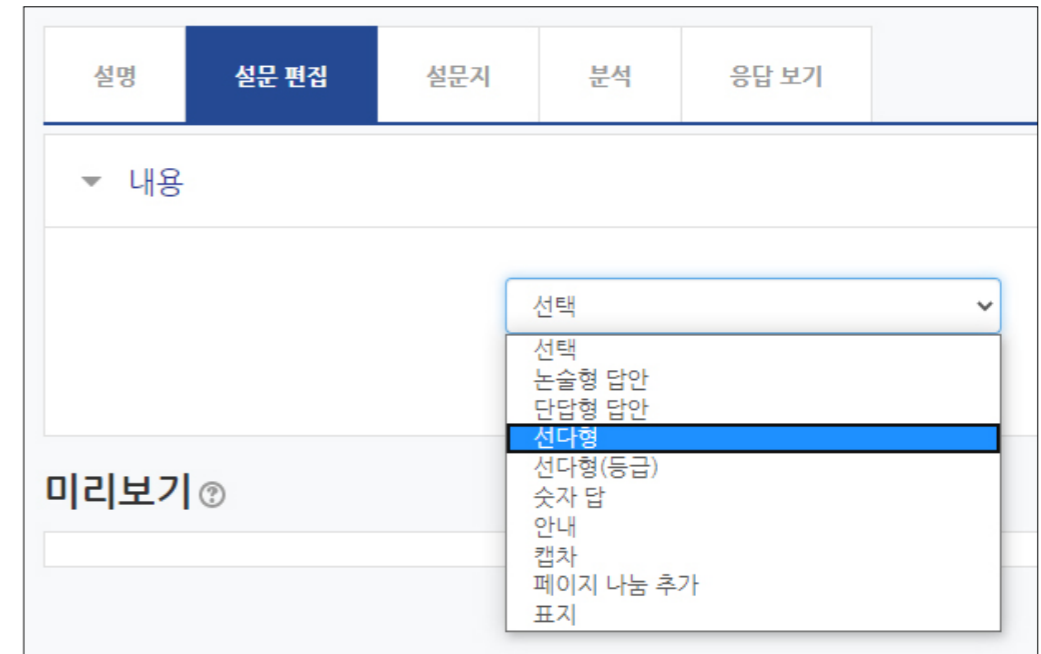 설명 설문 편집 설문지 분석 응답 보기
내용
선택
선택
논술형 답안
단답형 답안
선다형
선다형(등급)
숫자 답
안내
캡차
페이지 나눔 추가
표지
미리보기